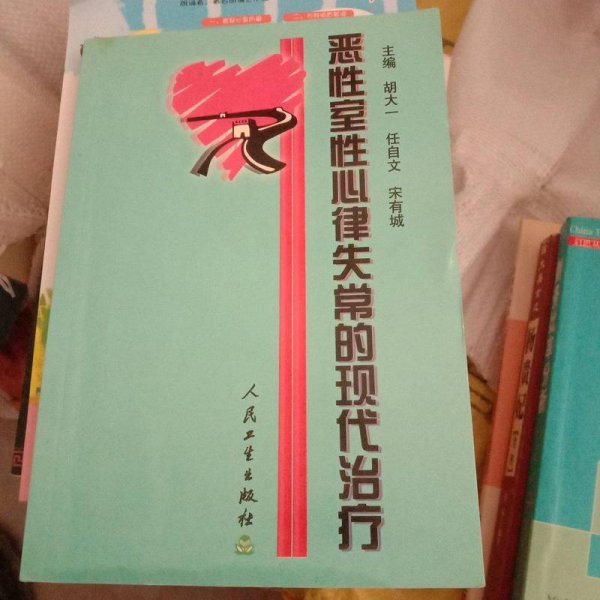 恶性室性心律失常的现代治疗
主编 胡大一 任自文 宋有城
人民卫生出版社
China